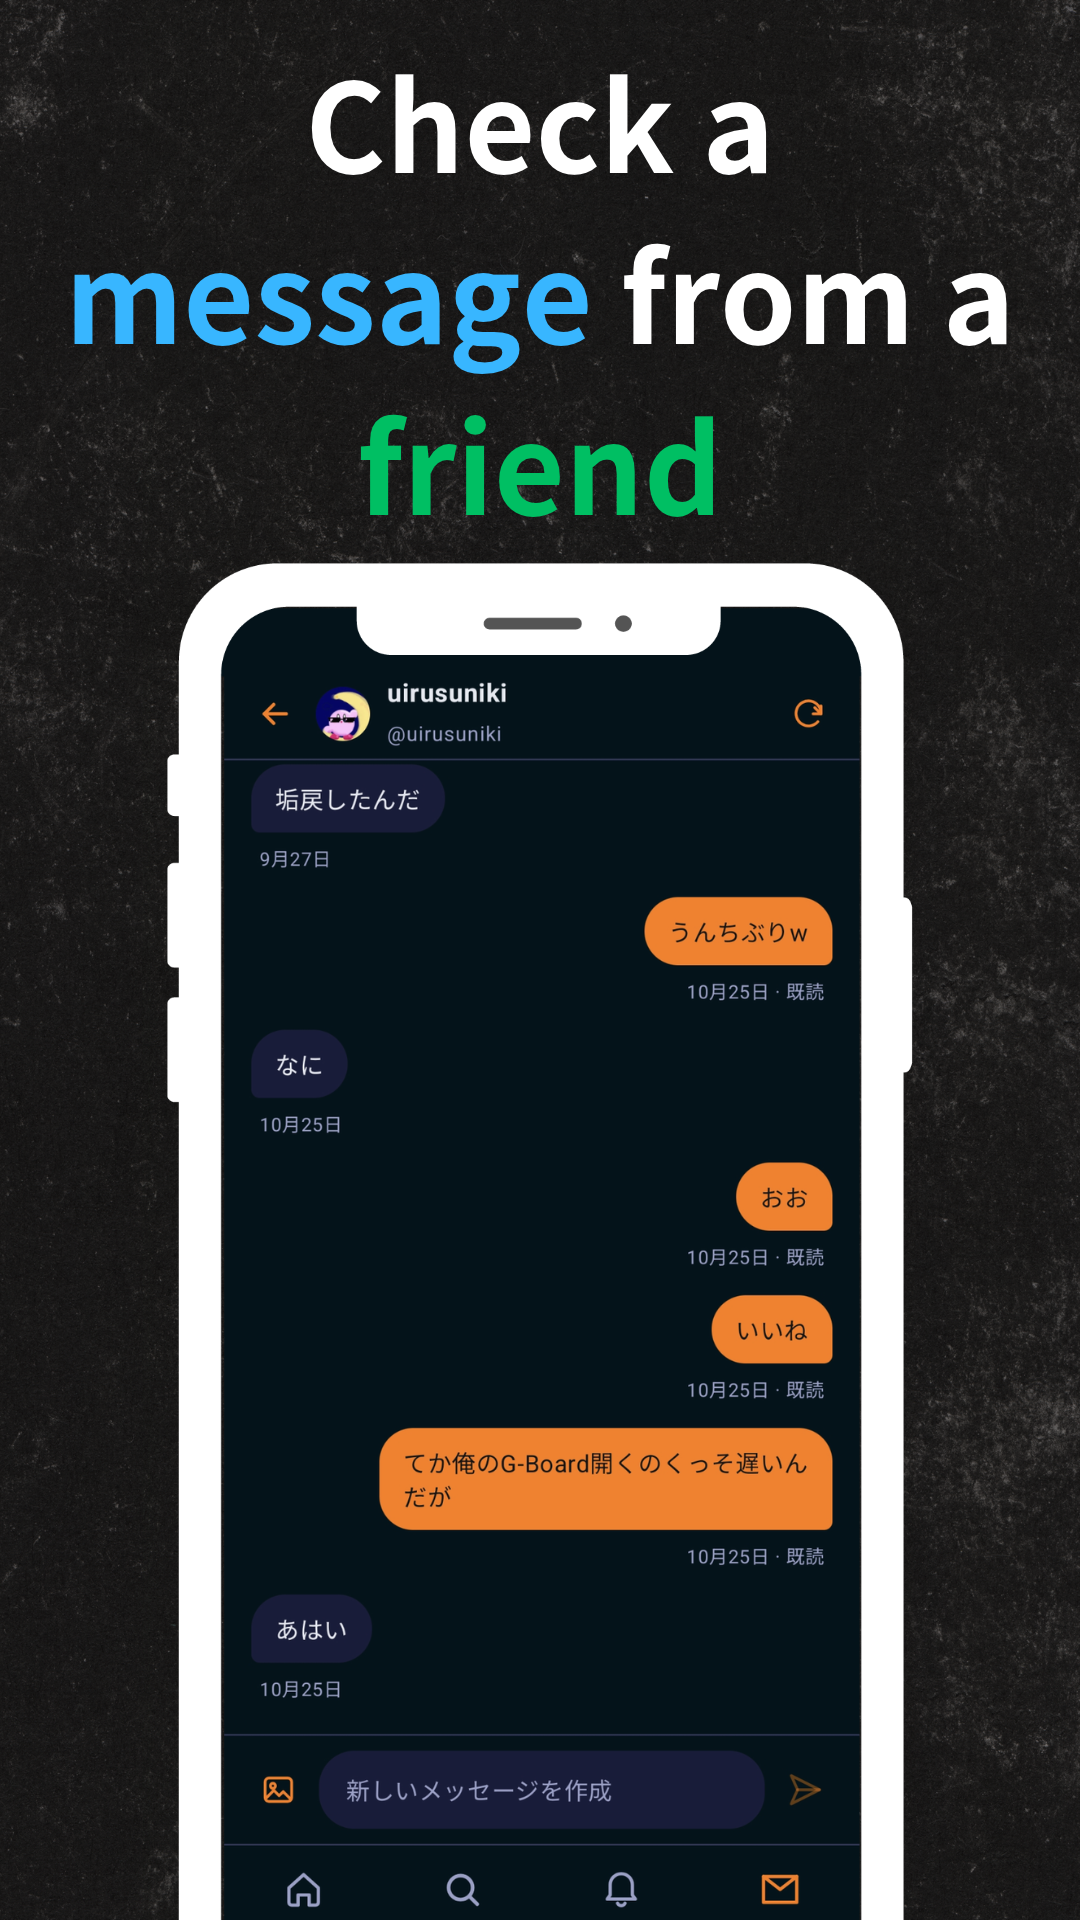 Check a
message from a
friend
uirusuniki
@uirusuniki
垢戻したんだ
9月27日
うんちぶりw
10月25日 · 既読
なに
10月25日
おお
10月25日 · 既読
いいね
10月25日 · 既読
てか俺のG-Board開くのくっそ遅いん
だが
10月25日 · 既読
あはい
10月25日
新しいメッセージを作成